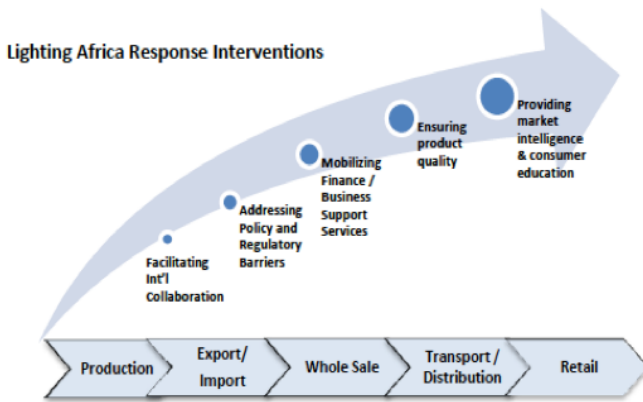 Lighting Africa Response Interventions
Providing
market
intelligence
& consumer
education
Ensuring
product
quality
Mobilizing
Finance /
Business
Support
Services
Addressing
Policy and
Regulatory
Barriers
Facilitating
Int'l
Collaboration
Production
Export/
Import
Whole Sale
Transport /
Distribution
Retail